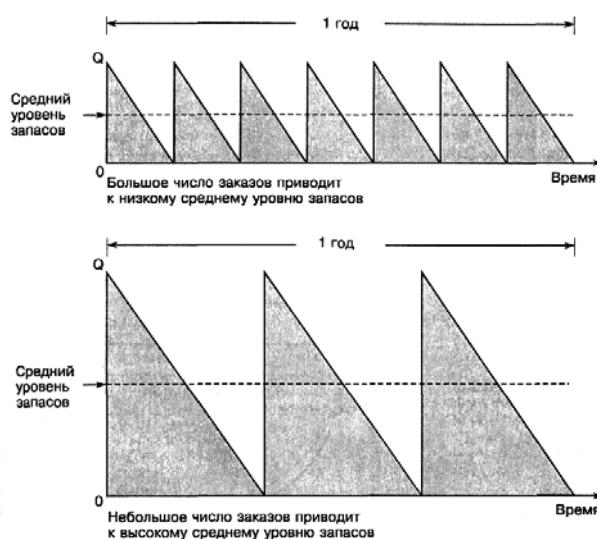 1 год
Q
Средний
уровень
запасов
0
Время
Большое число заказов приводит
к низкому среднему уровню запасов
1 год
Q
Средний
уровень
запасов
0
Время
Небольшое число заказов приводит
к высокому среднему уровню запасов